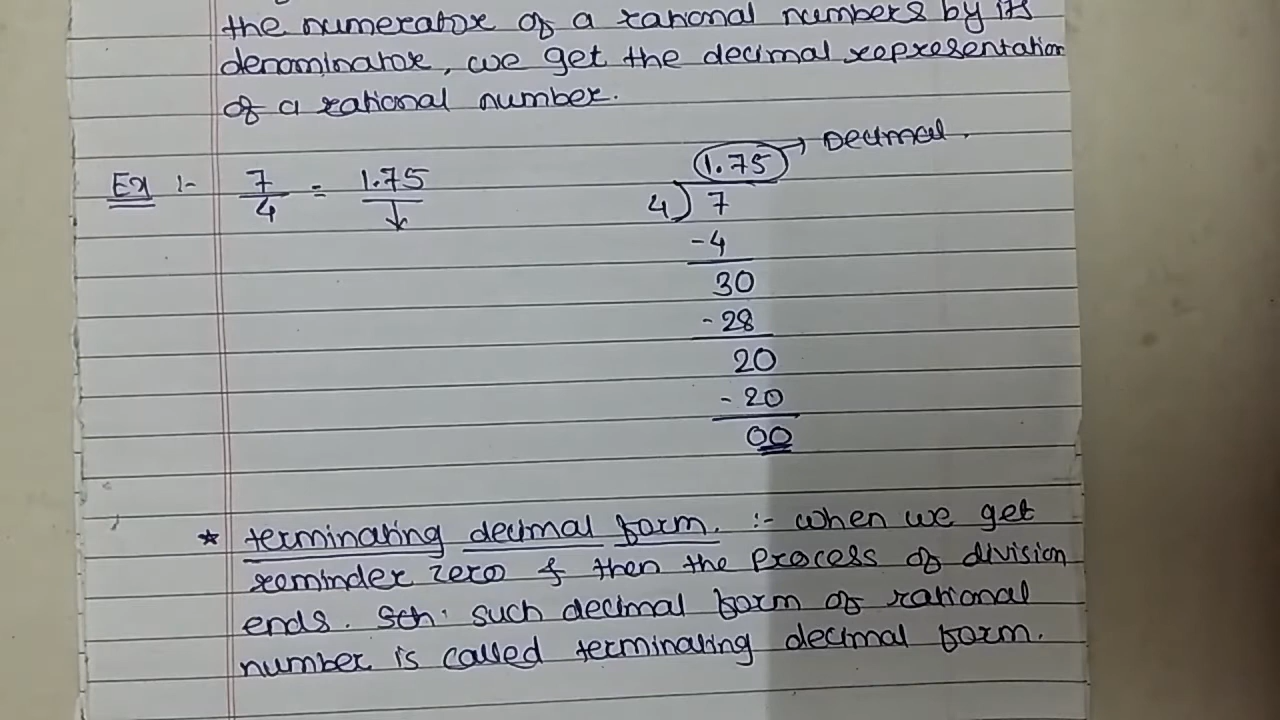 the numerator of a rational numbers by its
denominator, we get the decimal representation
of a rational number.
Ex :- 7/4 = 1.75
1.75 → Decimal.
4) 7
-4
30
-28
20
-20
00
* terminating decimal form. :- when we get
reminder zero & then the process of division
ends. Sch. such decimal form of rational
number is called terminating decimal form.